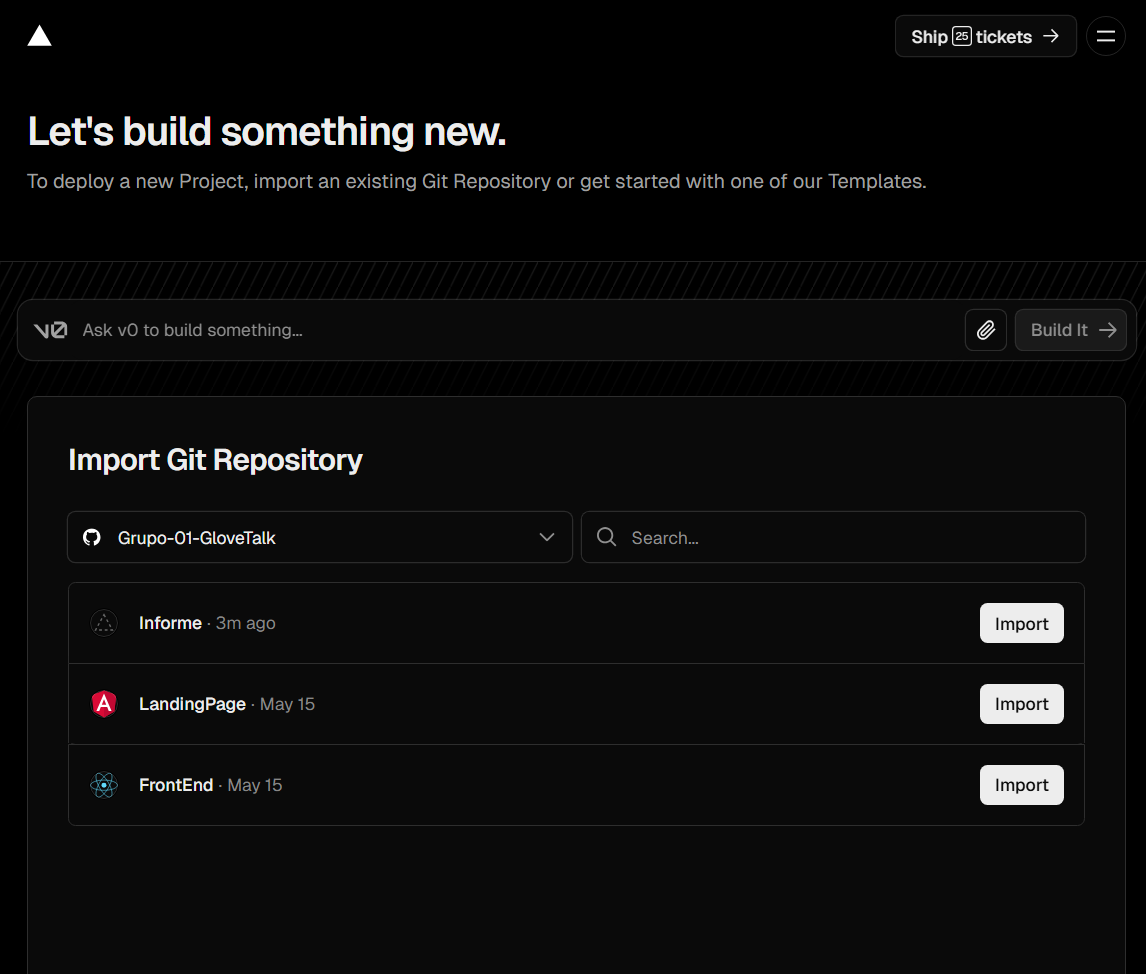 Ship 25 tickets →
Let's build something new.
To deploy a new Project, import an existing Git Repository or get started with one of our Templates.
v0 Ask v0 to build something... Build It →
Import Git Repository
Grupo-01-GloveTalk Search...
Informe · 3m ago Import
A LandingPage · May 15 Import
FrontEnd · May 15 Import